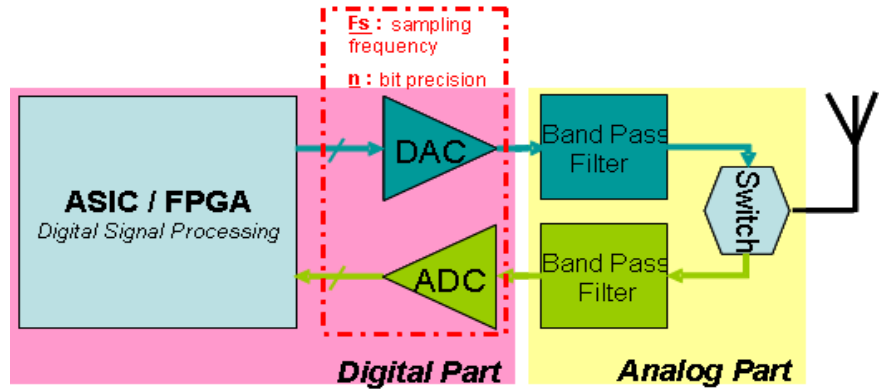 Fs : sampling
frequency
n : bit precision
ASIC / FPGA
Digital Signal Processing
DAC
Band Pass
Filter
Switch
ADC
Band Pass
Filter
Digital Part
Analog Part